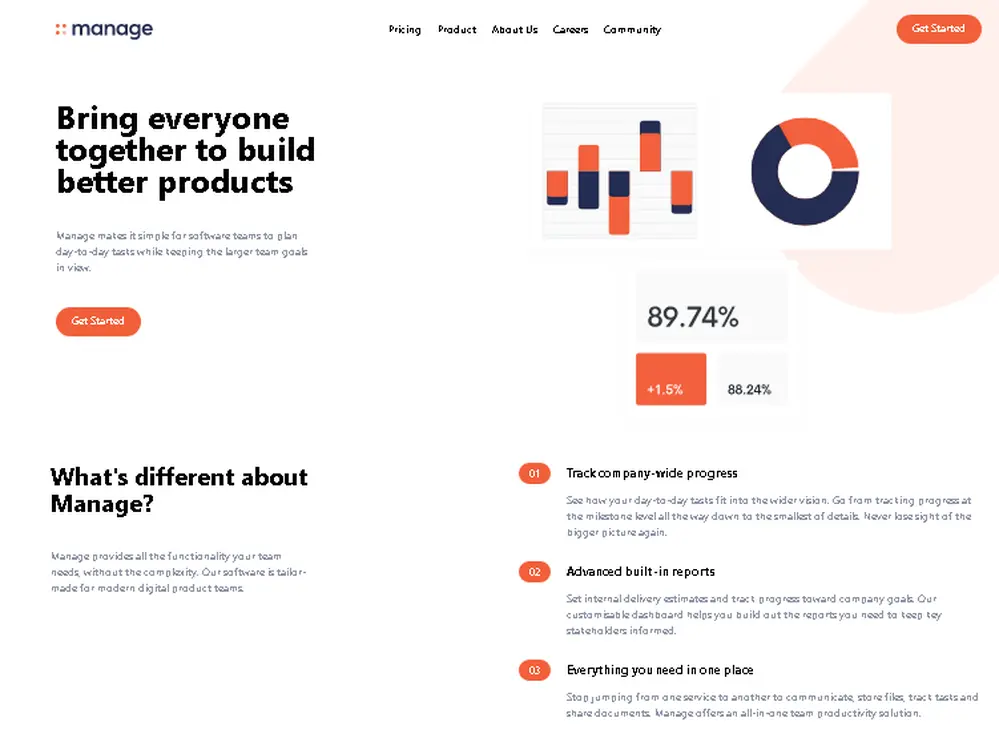 manage
Pricing Product About Us Careers Community
Get Started
Bring everyone
together to build
better products
Manage makes it simple for software teams to plan
day-to-day tasks while keeping the larger team goals
in view.
Get Started
89.74%
+1.5%
88.24%
What's different about
Manage?
Manage provides all the functionality your team
needs, without the complexity. Our software is tailor-
made for modern digital product teams.
01 Track company-wide progress
See how your day-to-day tasks fit into the wider vision. Go from tracking progress at
the milestone level all the way down to the smallest of details. Never lose sight of the
bigger picture again.
02 Advanced built-in reports
Set internal delivery estimates and track progress toward company goals. Our
customisable dashboard helps you build out the reports you need to keep key
stakeholders informed.
03 Everything you need in one place
Stop jumping from one service to another to communicate, store files, track tasks and
share documents. Manage offers an all-in-one team productivity solution.